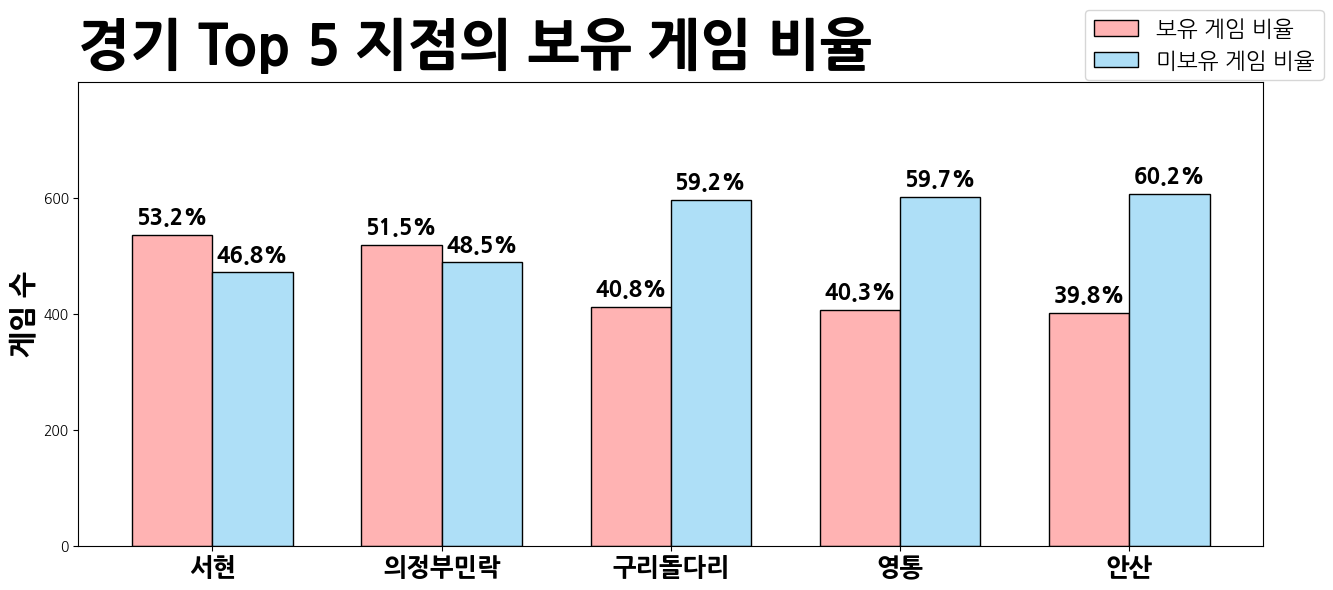 경기 Top 5 지점의 보유 게임 비율
보유 게임 비율
미보유 게임 비율
게임 수
600
400
200
0
53.2%
46.8%
51.5%
48.5%
40.8%
59.2%
40.3%
59.7%
39.8%
60.2%
서현
의정부민락
구리돌다리
영통
안산